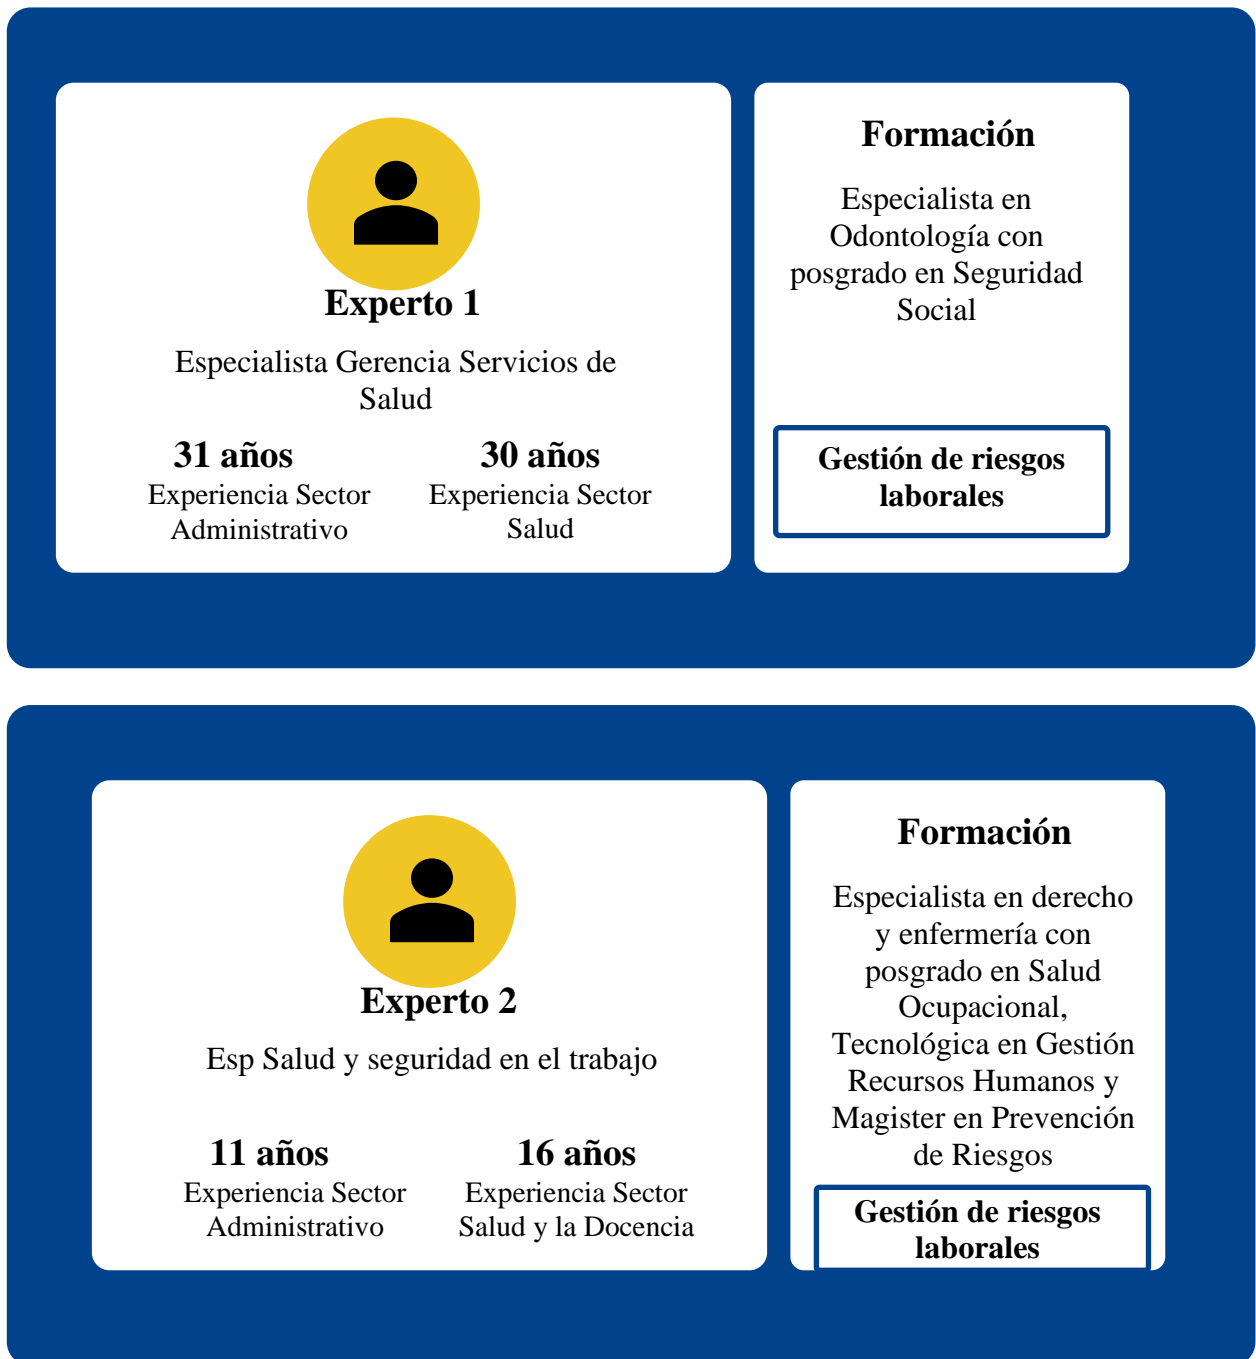 Experto 1
Especialista Gerencia Servicios de
Salud
31 años
Experiencia Sector
Administrativo
30 años
Experiencia Sector
Salud
Formación
Especialista en
Odontología con
posgrado en Seguridad
Social
Gestión de riesgos
laborales
Experto 2
Esp Salud y seguridad en el trabajo
11 años
Experiencia Sector
Administrativo
16 años
Experiencia Sector
Salud y la Docencia
Formación
Especialista en derecho
y enfermería con
posgrado en Salud
Ocupacional,
Tecnológica en Gestión
Recursos Humanos y
Magister en Prevención
de Riesgos
Gestión de riesgos
laborales